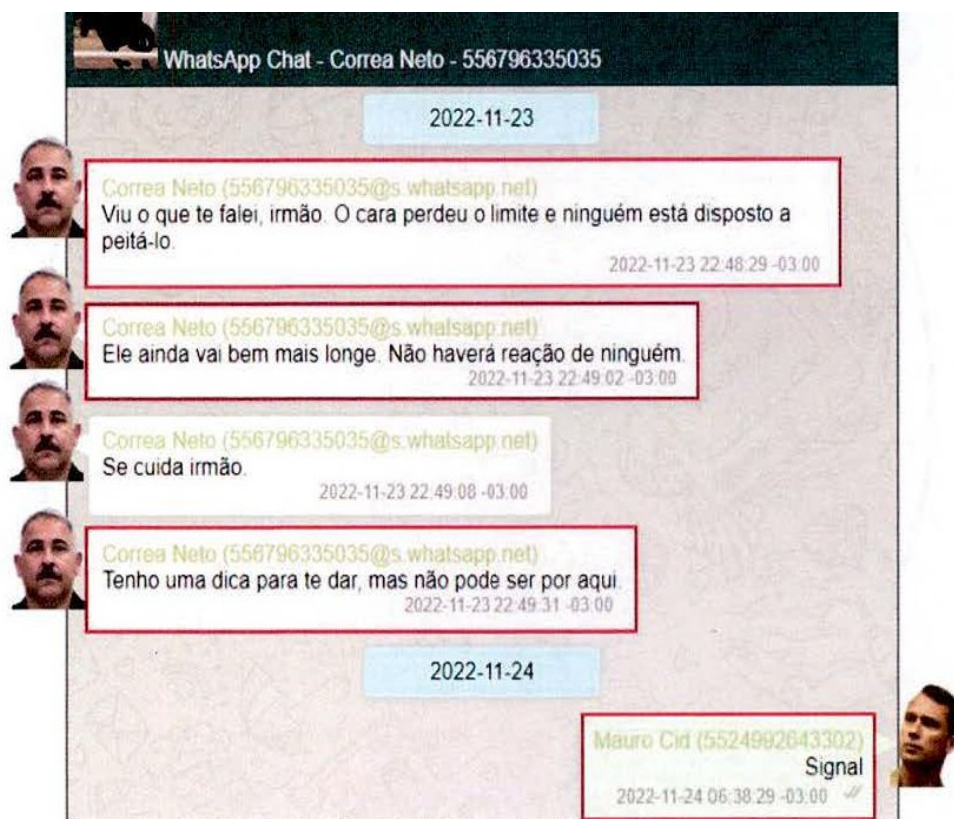 WhatsApp Chat - Correa Neto - 556796335035
2022-11-23
Correa Neto (556796335035@s.whatsapp.net)
Viu o que te falei, irmão. O cara perdeu o limite e ninguém está disposto a
peitá-lo.
2022-11-23 22:48:29 -03:00
Correa Neto (556796335035@s.whatsapp.net)
Ele ainda vai bem mais longe. Não haverá reação de ninguém.
2022-11-23 22:49:02 -03:00
Correa Neto (556796335035@s.whatsapp.net)
Se cuida irmão.
2022-11-23 22:49:08 -03:00
Correa Neto (556796335035@s.whatsapp.net)
Tenho uma dica para te dar, mas não pode ser por aqui.
2022-11-23 22:49:31 -03:00
2022-11-24
Mauro Cid (5524992643302)
Signal
2022-11-24 06:38:29 -03:00